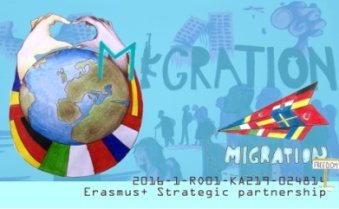 MIGRATION
MIGRATION
FREEDOM
2016-1-RO01-KA219-024814
Erasmus+ Strategic partnership